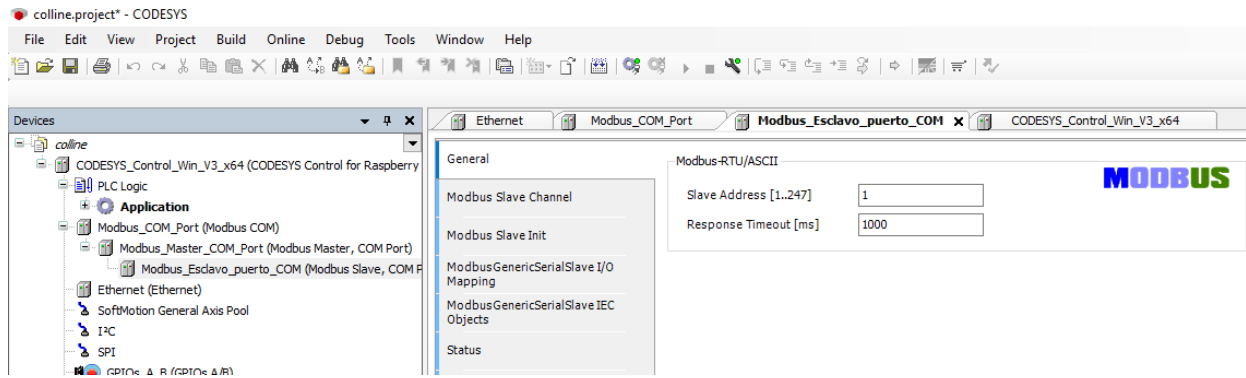 colline.project* - CODESYS
File Edit View Project Build Online Debug Tools Window Help
Devices
colline
CODESYS_Control_Win_V3_x64 (CODESYS Control for Raspberry
PLC Logic
Application
Modbus_COM_Port (Modbus COM)
Modbus_Master_COM_Port (Modbus Master, COM Port)
Modbus_Esclavo_puerto_COM (Modbus Slave, COM P
Ethernet (Ethernet)
SoftMotion General Axis Pool
I²C
SPI
GPIOs_A_B (GPIOs A/B)
Ethernet Modbus_COM_Port Modbus_Esclavo_puerto_COM CODESYS_Control_Win_V3_x64
General
Modbus Slave Channel
Modbus Slave Init
ModbusGenericSerialSlave I/O
Mapping
ModbusGenericSerialSlave IEC
Objects
Status
Modbus-RTU/ASCII
MODBUS
Slave Address [1..247] 1
Response Timeout [ms] 1000